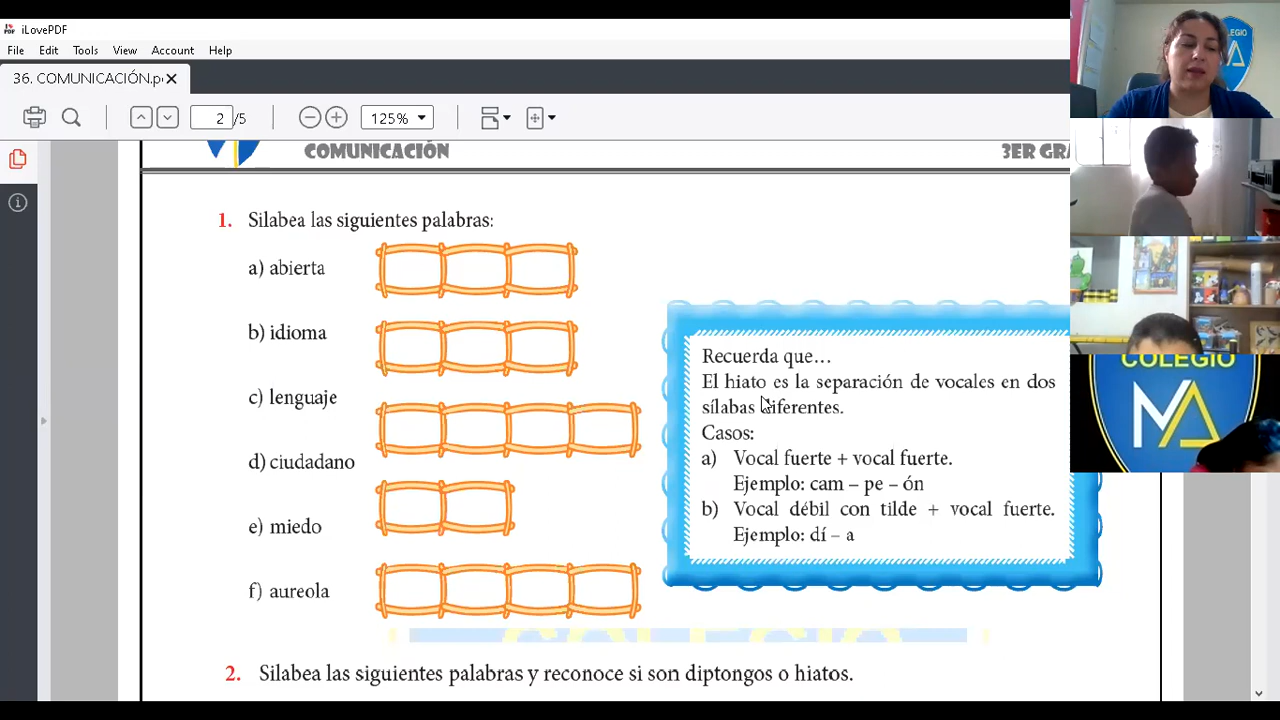 iLovePDF
File Edit Tools View Account Help
36. COMUNICACIÓN.p
2 /5 125%
COMUNICACIÓN
3ER GRA
1. Silabea las siguientes palabras:
a) abierta
b) idioma
c) lenguaje
d) ciudadano
e) miedo
f) aureola
Recuerda que…
El hiato es la separación de vocales en dos
sílabas diferentes.
Casos:
a) Vocal fuerte + vocal fuerte.
Ejemplo: cam – pe – ón
b) Vocal débil con tilde + vocal fuerte.
Ejemplo: dí – a
COLEGIO
2. Silabea las siguientes palabras y reconoce si son diptongos o hiatos.
COLEGIO
MA